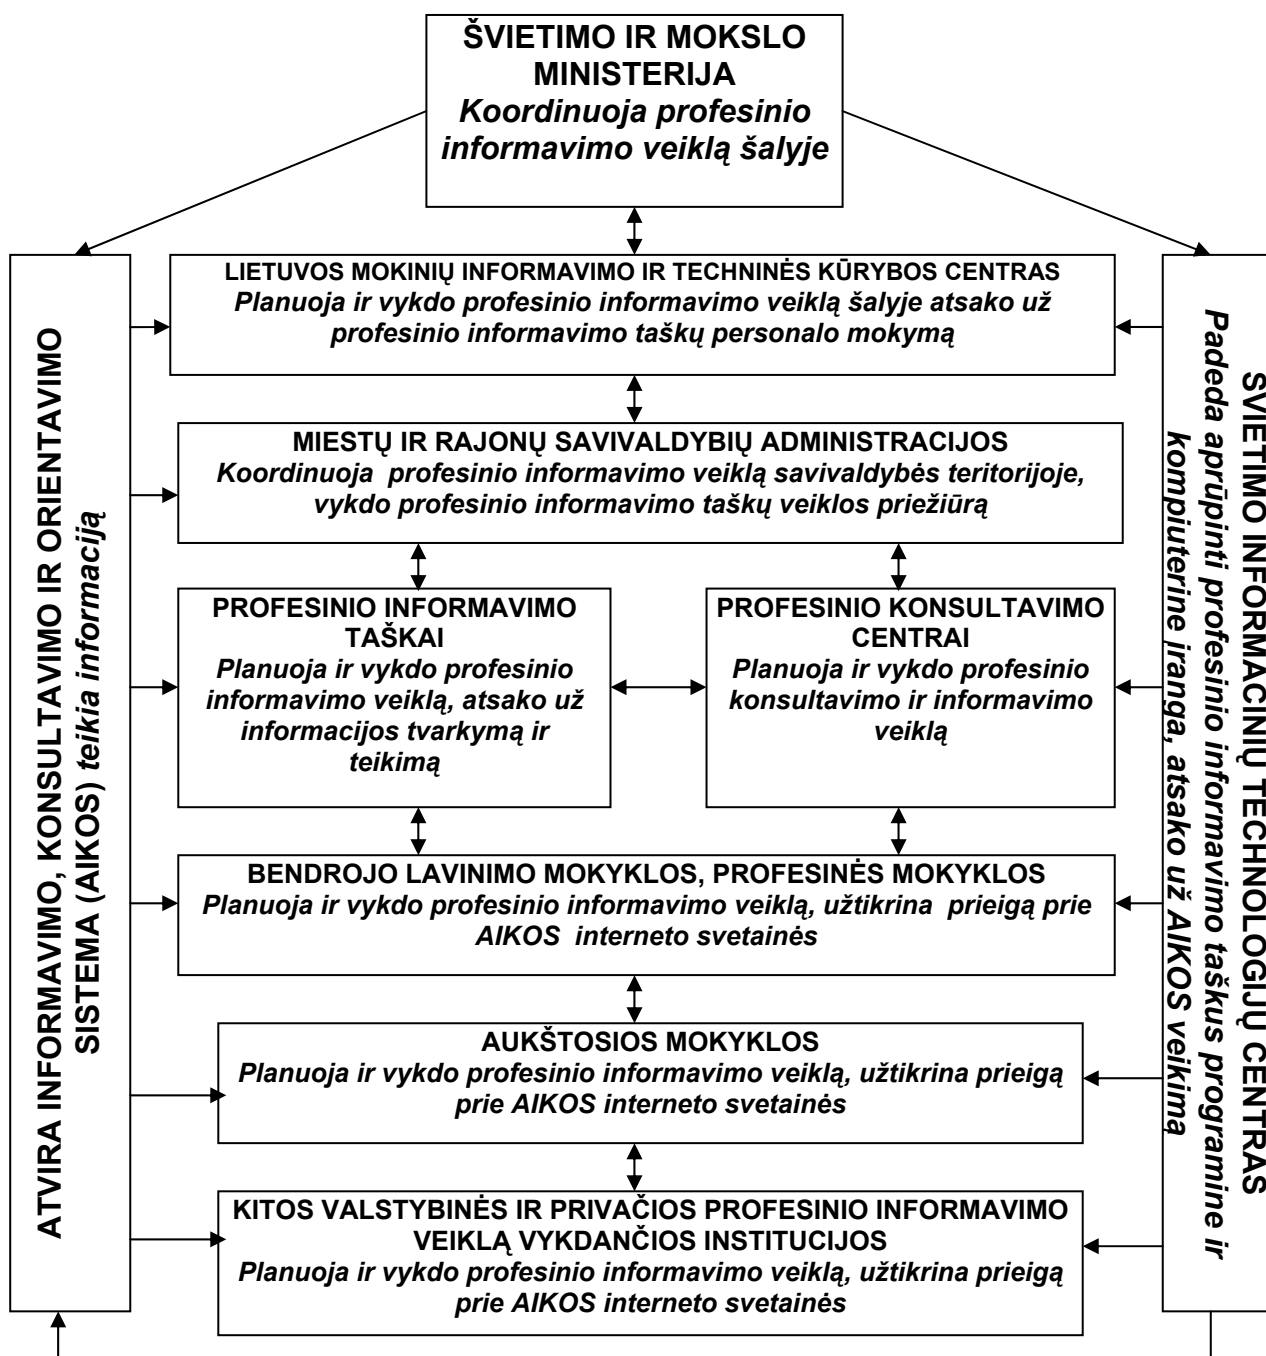 ŠVIETIMO IR MOKSLO
MINISTERIJA
Koordinuoja profesinio
informavimo veiklą šalyje
LIETUVOS MOKINIŲ INFORMAVIMO IR TECHNINĖS KŪRYBOS CENTRAS
Planuoja ir vykdo profesinio informavimo veiklą šalyje atsako už
profesinio informavimo taškų personalo mokymą
MIESTŲ IR RAJONŲ SAVIVALDYBIŲ ADMINISTRACIJOS
Koordinuoja profesinio informavimo veiklą savivaldybės teritorijoje,
vykdo profesinio informavimo taškų veiklos priežiūrą
PROFESINIO INFORMAVIMO
TAŠKAI
Planuoja ir vykdo profesinio
informavimo veiklą, atsako už
informacijos tvarkymą ir
teikimą
PROFESINIO KONSULTAVIMO
CENTRAI
Planuoja ir vykdo profesinio
konsultavimo ir informavimo
veiklą
BENDROJO LAVINIMO MOKYKLOS, PROFESINĖS MOKYKLOS
Planuoja ir vykdo profesinio informavimo veiklą, užtikrina prieigą prie
AIKOS interneto svetainės
AUKŠTOSIOS MOKYKLOS
Planuoja ir vykdo profesinio informavimo veiklą, užtikrina prieigą
prie AIKOS interneto svetainės
KITOS VALSTYBINĖS IR PRIVAČIOS PROFESINIO INFORMAVIMO
VEIKLĄ VYKDANČIOS INSTITUCIJOS
Planuoja ir vykdo profesinio informavimo veiklą, užtikrina prieigą
prie AIKOS interneto svetainės
ATVIRA INFORMAVIMO, KONSULTAVIMO IR ORIENTAVIMO
SISTEMA (AIKOS) teikia informaciją
ŠVIETIMO INFORMACINIŲ TECHNOLOGIJŲ CENTRAS
Padeda aprūpinti profesinio informavimo taškus programine ir
kompiuterine įranga, atsako už AIKOS veikimą